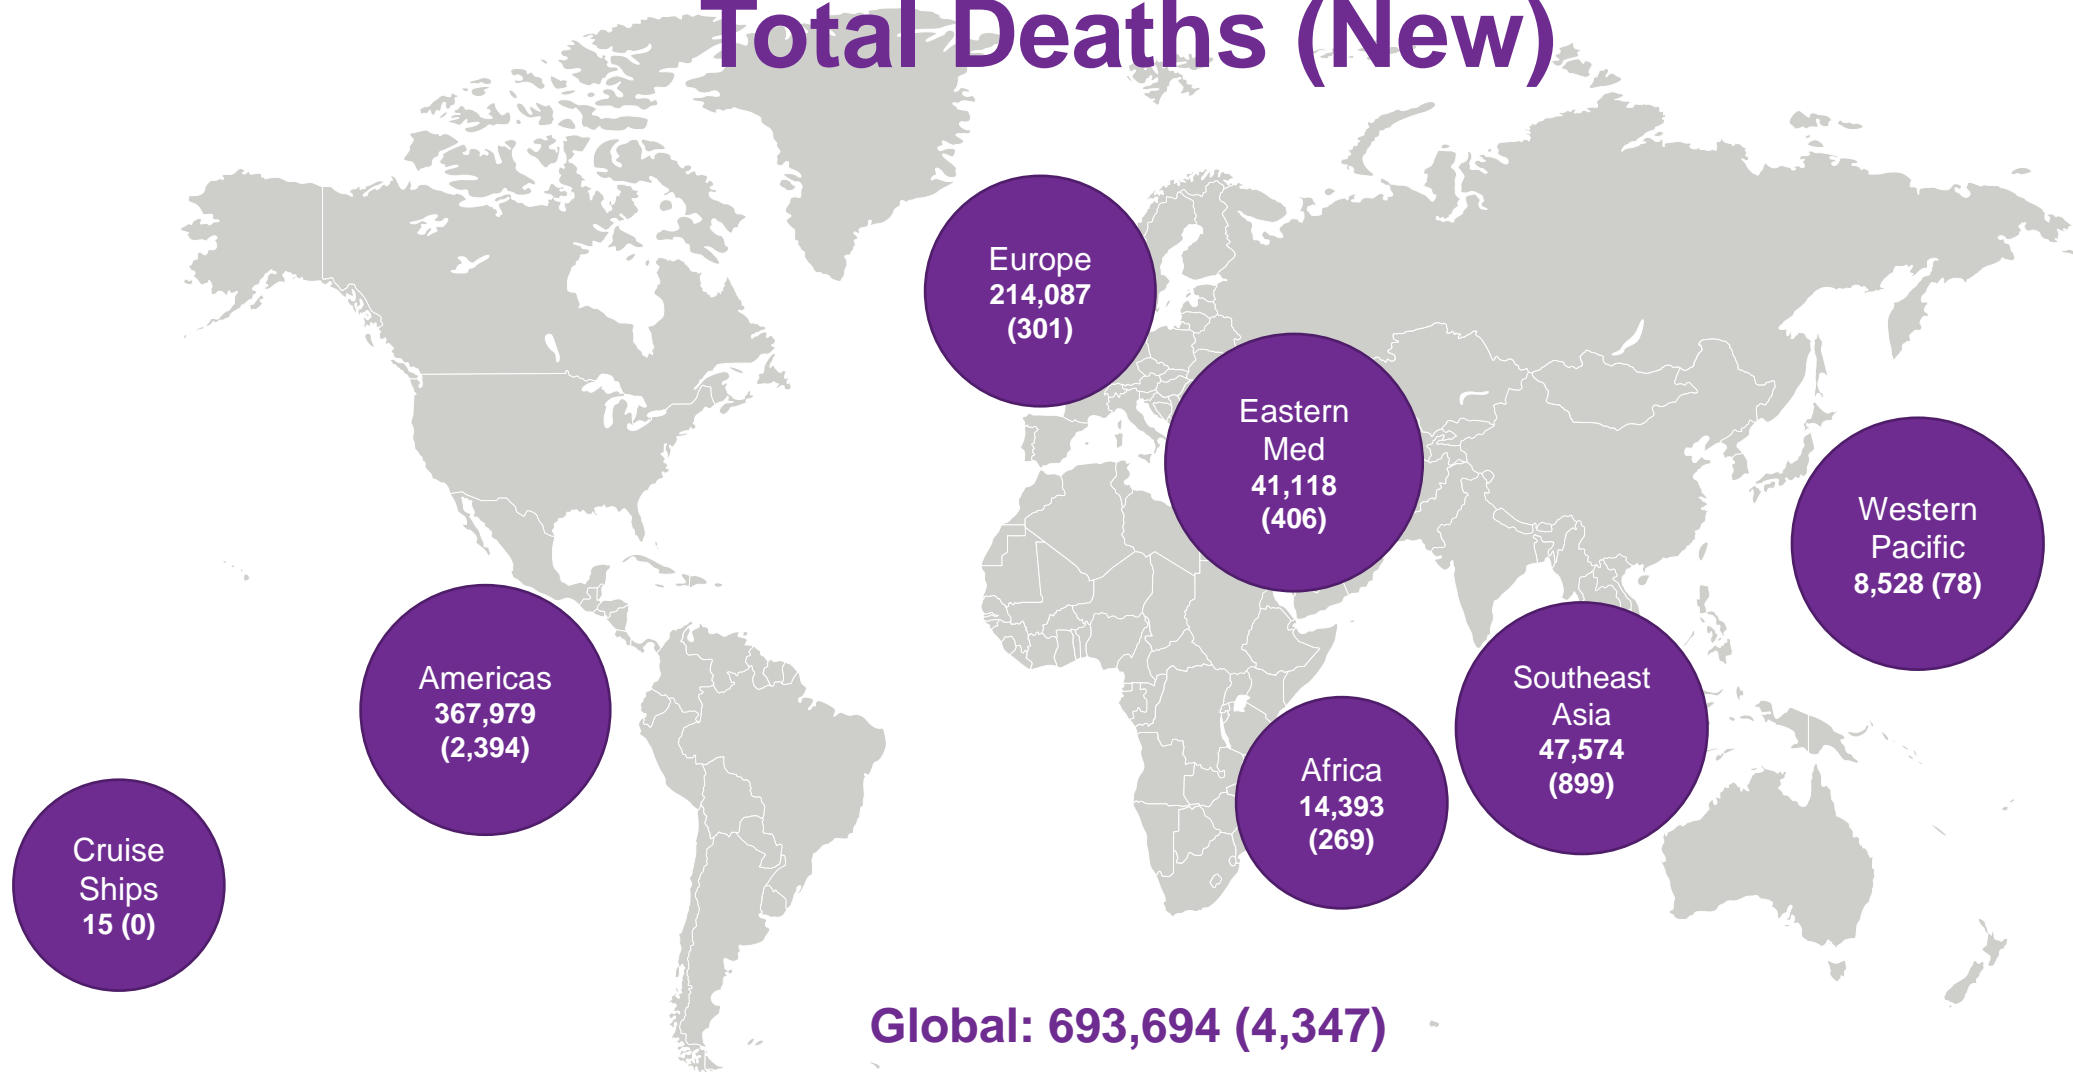 Total Deaths (New)
Europe
214,087
(301)
Eastern
Med
41,118
(406)
Western
Pacific
8,528 (78)
Americas
367,979
(2,394)
Southeast
Asia
47,574
(899)
Africa
14,393
(269)
Cruise
Ships
15 (0)
Global: 693,694 (4,347)